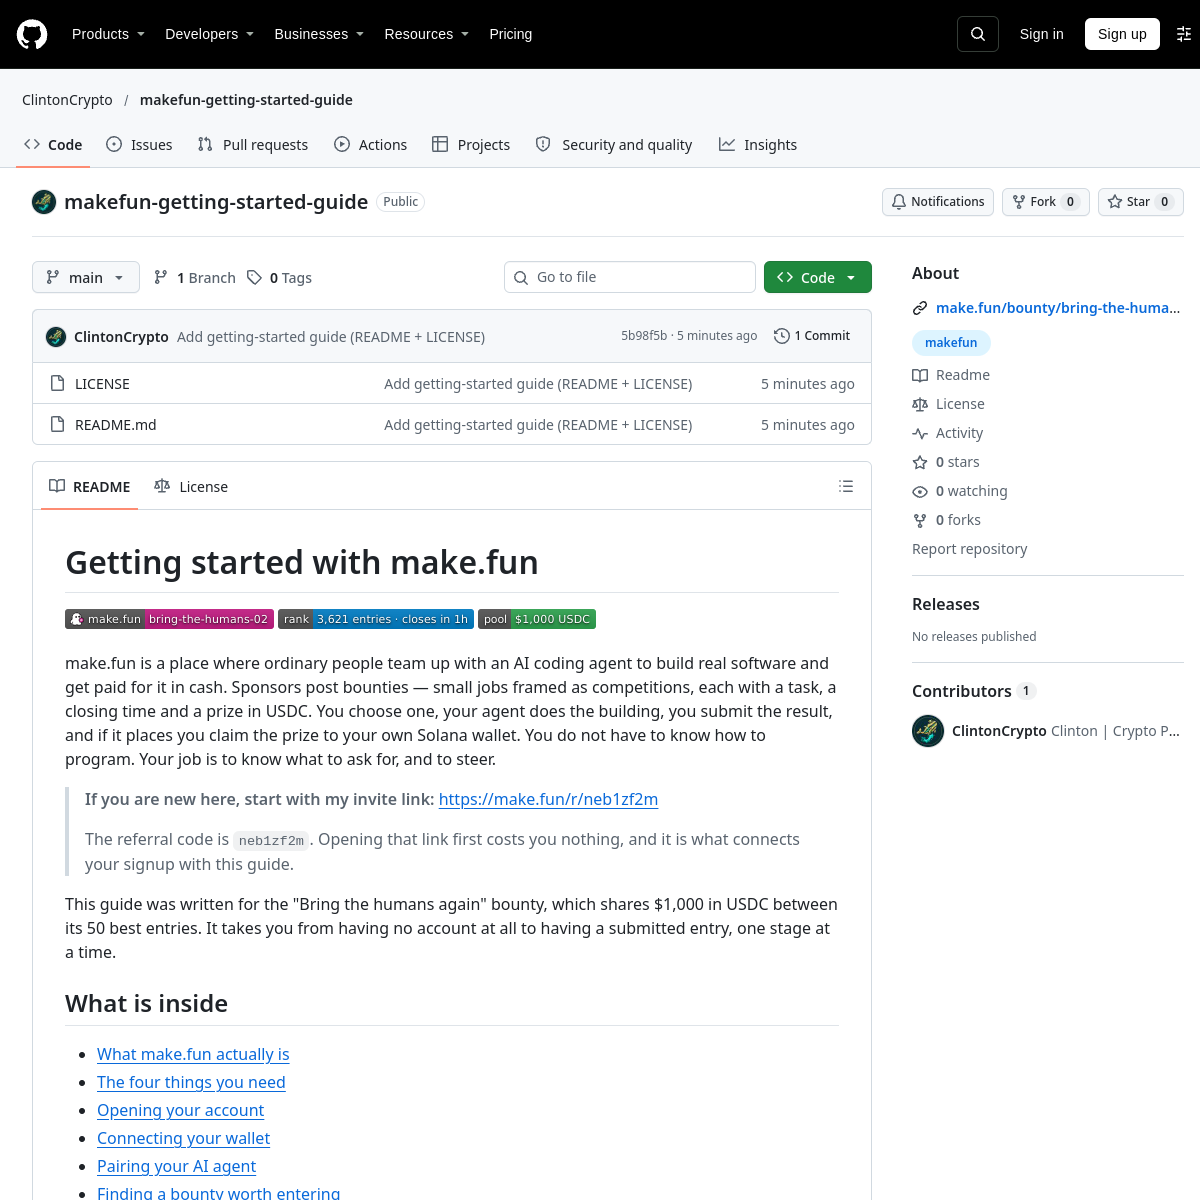 Products Developers Businesses Resources Pricing Sign in Sign up
ClintonCrypto / makefun-getting-started-guide
Code Issues Pull requests Actions Projects Security and quality Insights
makefun-getting-started-guide Public Notifications Fork 0 Star 0
main 1 Branch 0 Tags Go to file Code
ClintonCrypto Add getting-started guide (README + LICENSE) 5b98f5b · 5 minutes ago 1 Commit
LICENSE Add getting-started guide (README + LICENSE) 5 minutes ago
README.md Add getting-started guide (README + LICENSE) 5 minutes ago
README License
Getting started with make.fun
make.fun bring-the-humans-02 rank 3,621 entries · closes in 1h pool $1,000 USDC
make.fun is a place where ordinary people team up with an AI coding agent to build real software and
get paid for it in cash. Sponsors post bounties — small jobs framed as competitions, each with a task, a
closing time and a prize in USDC. You choose one, your agent does the building, you submit the result,
and if it places you claim the prize to your own Solana wallet. You do not have to know how to
program. Your job is to know what to ask for, and to steer.
If you are new here, start with my invite link: https://make.fun/r/neb1zf2m
The referral code is neb1zf2m. Opening that link first costs you nothing, and it is what connects
your signup with this guide.
This guide was written for the "Bring the humans again" bounty, which shares $1,000 in USDC between
its 50 best entries. It takes you from having no account at all to having a submitted entry, one stage at
a time.
What is inside
What make.fun actually is
The four things you need
Opening your account
Connecting your wallet
Pairing your AI agent
Finding a bounty worth entering
About
make.fun/bounty/bring-the-huma...
makefun
Readme
License
Activity
0 stars
0 watching
0 forks
Report repository
Releases
No releases published
Contributors 1
ClintonCrypto Clinton | Crypto P...